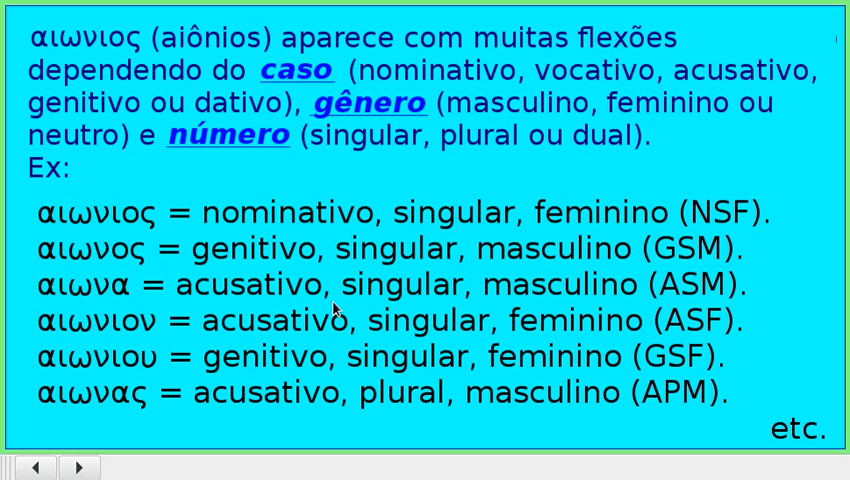 αιωνιος (aiônios) aparece com muitas flexões
dependendo do caso (nominativo, vocativo, acusativo,
genitivo ou dativo), gênero (masculino, feminino ou
neutro) e número (singular, plural ou dual).
Ex:
αιωνιος = nominativo, singular, feminino (NSF).
αιωνος = genitivo, singular, masculino (GSM).
αιωνα = acusativo, singular, masculino (ASM).
αιωνιον = acusativo, singular, feminino (ASF).
αιωνιου = genitivo, singular, feminino (GSF).
αιωνας = acusativo, plural, masculino (APM).
etc.